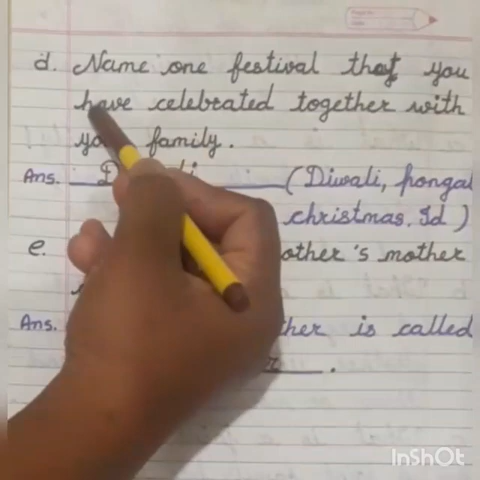 d. Name one festival that you
have celebrated together with
family.
Ans. (Diwali, pongal
christmas, Id)
e. other's mother
Ans. is called
.
InShOt